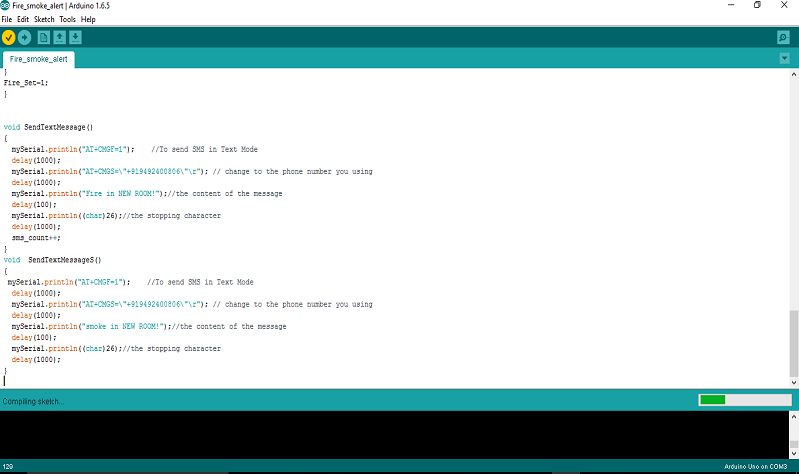 Fire_smoke_alert | Arduino 1.6.5
File Edit Sketch Tools Help
Fire_smoke_alert
}
Fire_Set=1;
}
void SendTextMessage()
{
mySerial.println("AT+CMGF=1");    //To send SMS in Text Mode
delay(1000);
mySerial.println("AT+CMGS=\"+919492400806\"\r"); // change to the phone number you using
delay(1000);
mySerial.println("Fire in NEW ROOM!");//the content of the message
delay(100);
mySerial.println((char)26);//the stopping character
delay(1000);
sms_count++;
}
void  SendTextMessageS()
{
mySerial.println("AT+CMGF=1");    //To send SMS in Text Mode
delay(1000);
mySerial.println("AT+CMGS=\"+919492400806\"\r"); // change to the phone number you using
delay(1000);
mySerial.println("smoke in NEW ROOM!");//the content of the message
delay(100);
mySerial.println((char)26);//the stopping character
delay(1000);
}
Compiling sketch...
129 Arduino Uno on COM3